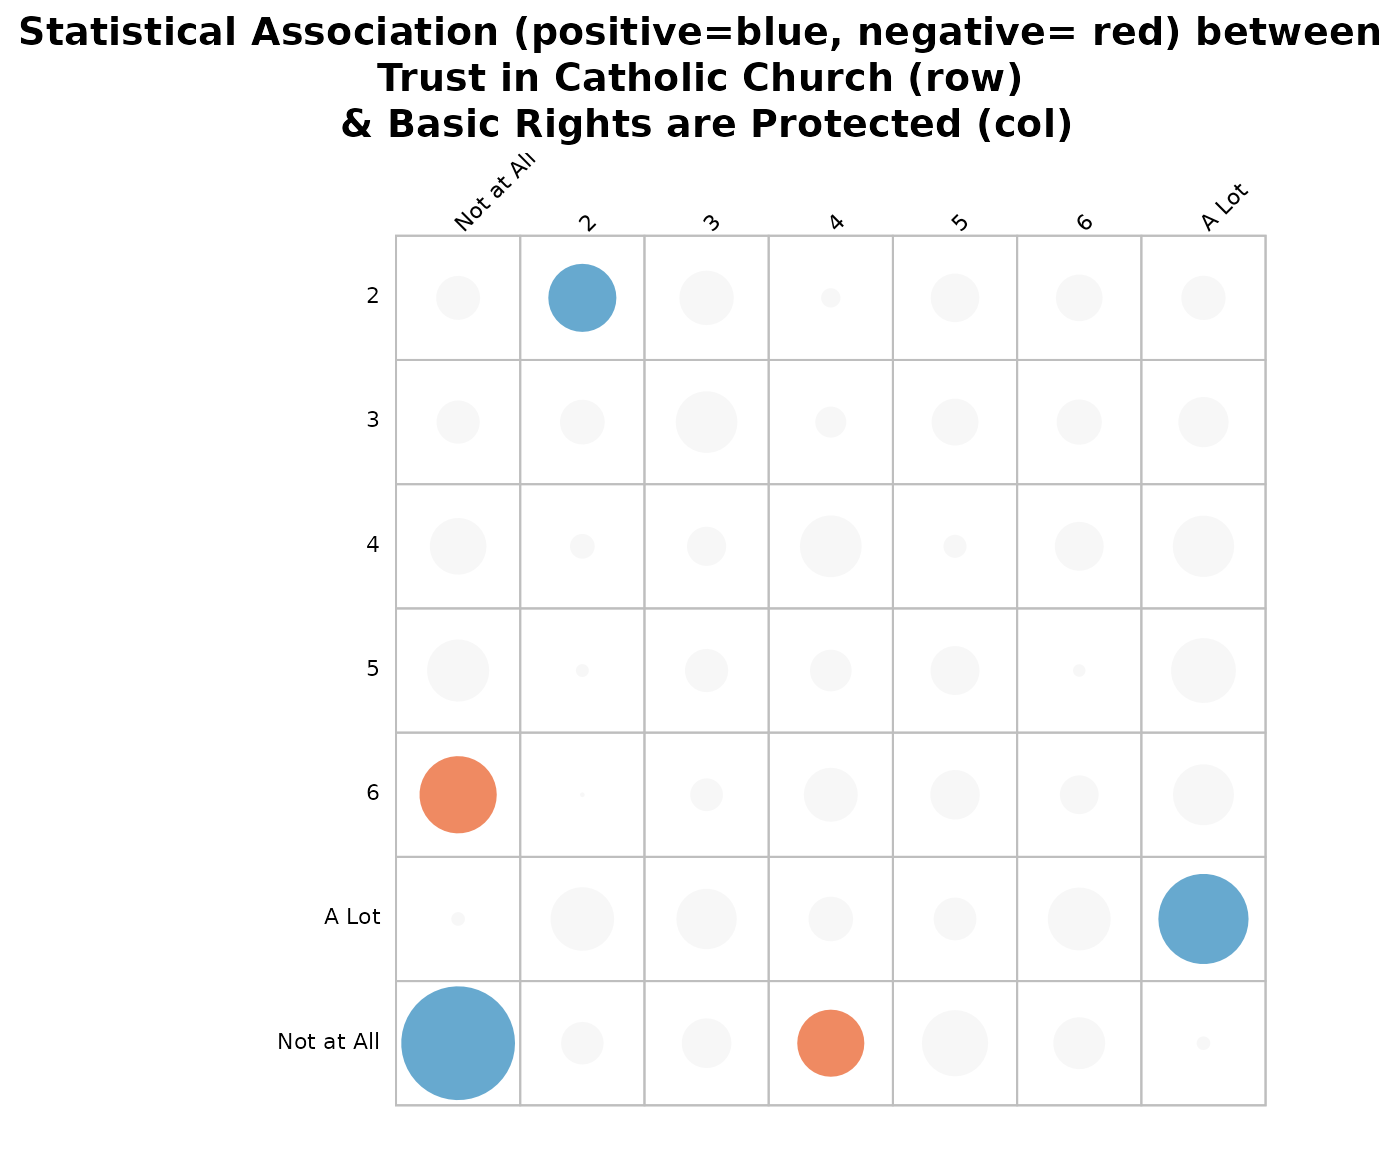 Statistical Association (positive=blue, negative= red) between
Trust in Catholic Church (row)
& Basic Rights are Protected (col)
Not at All 2 3 4 5 6 A Lot
2
3
4
5
6
A Lot
Not at All